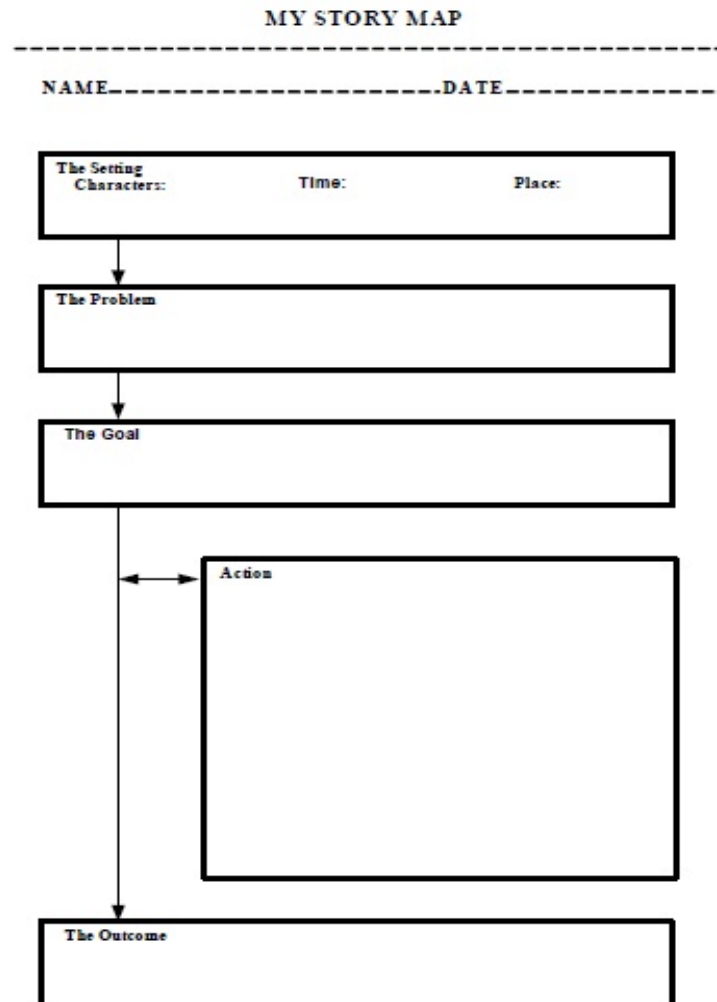 MY STORY MAP
NAME DATE
The Setting
Characters: Time: Place:
The Problem
The Goal
Action
The Outcome